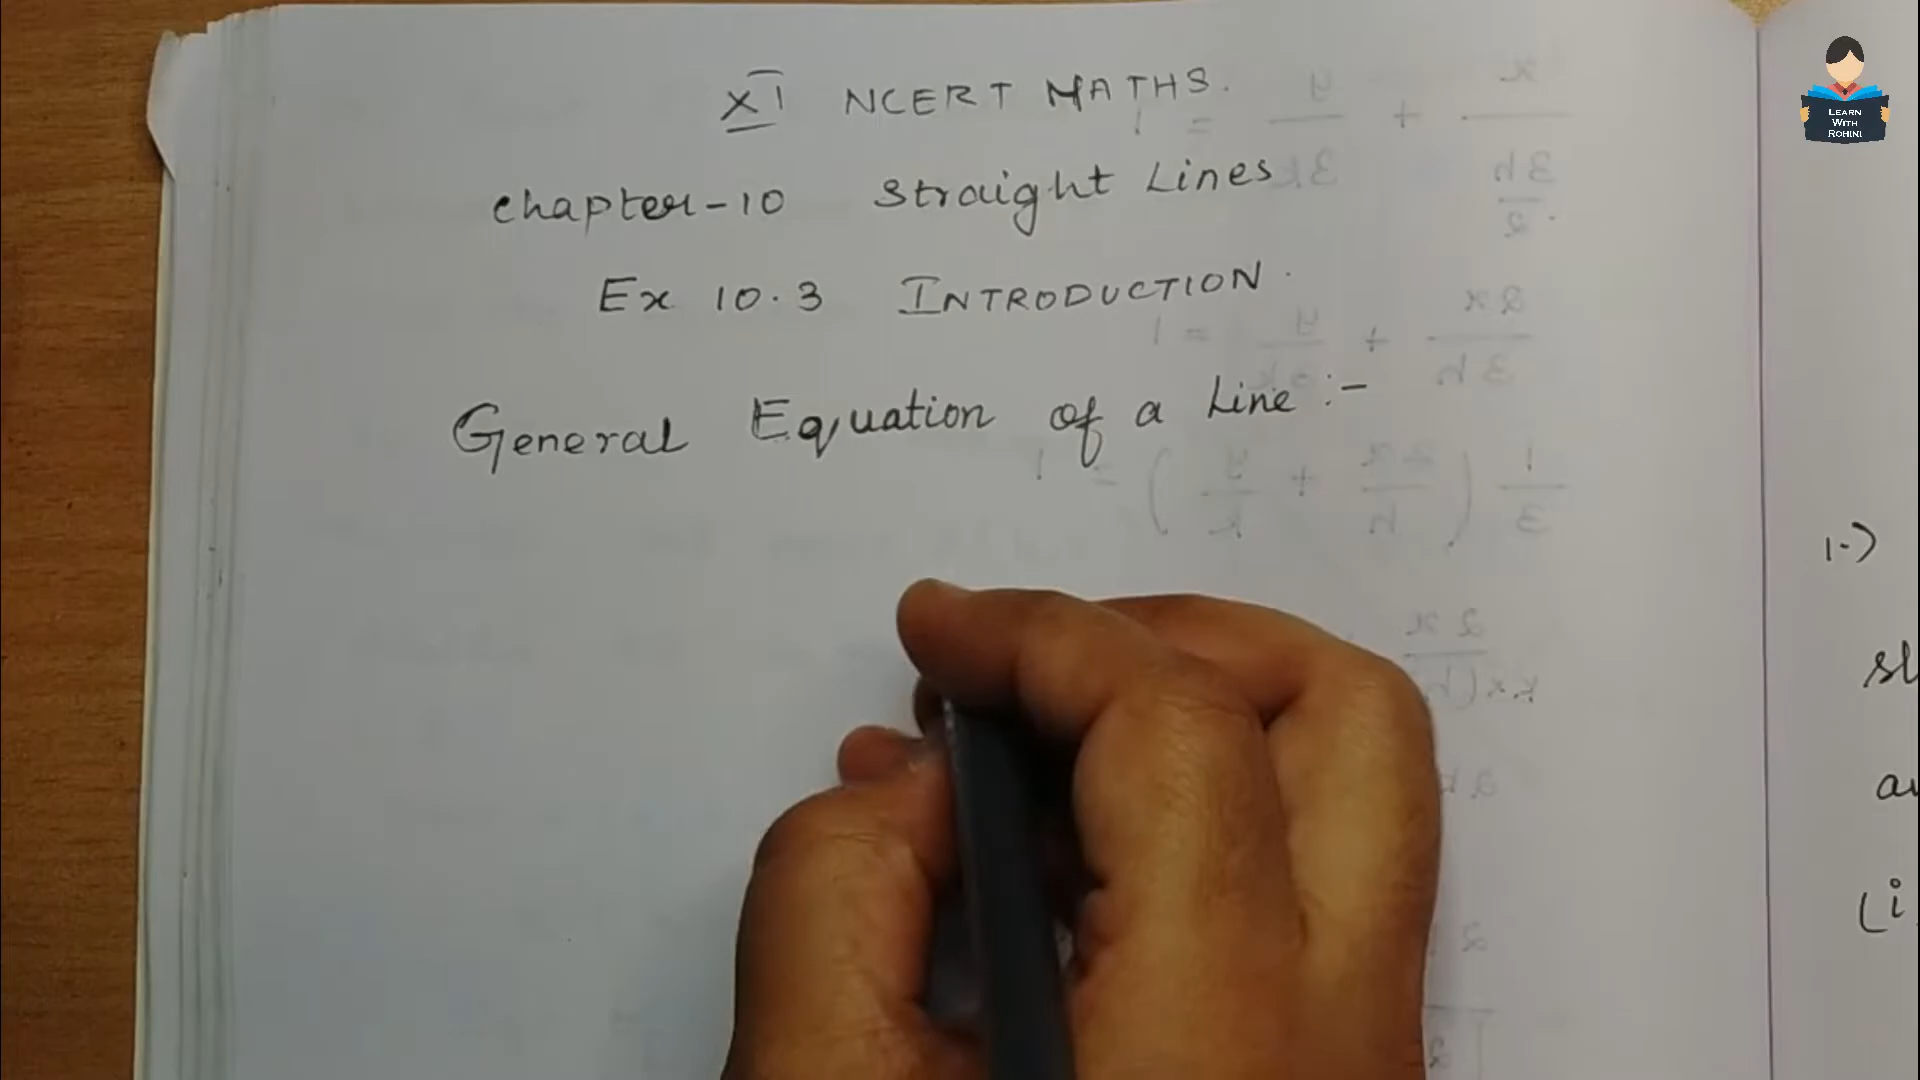 XI NCERT MATHS.
Chapter-10 Straight Lines
Ex 10.3 INTRODUCTION.
General Equation of a Line :-
LEARN
WITH
ROHINI
1.)
sl
(i